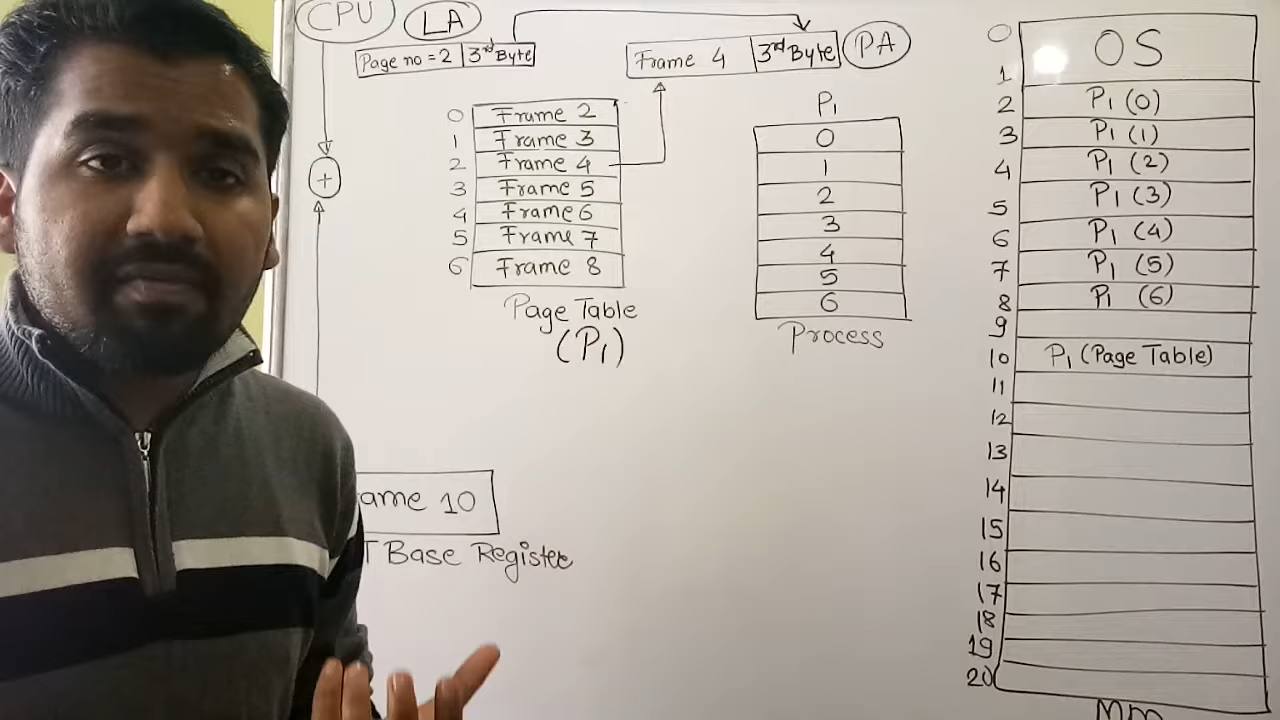 CPU
LA
Page no = 2 | 3rd Byte
Frame 4 | 3rd Byte
PA
+
0 Frame 2
1 Frame 3
2 Frame 4
3 Frame 5
4 Frame 6
5 Frame 7
6 Frame 8
Page Table
(P1)
P1
0
1
2
3
4
5
6
Process
ame 10
T Base Register
0 OS
1
2 P1 (0)
3 P1 (1)
4 P1 (2)
5 P1 (3)
6 P1 (4)
7 P1 (5)
8 P1 (6)
9
10 P1 (Page Table)
11
12
13
14
15
16
17
18
19
20
MM